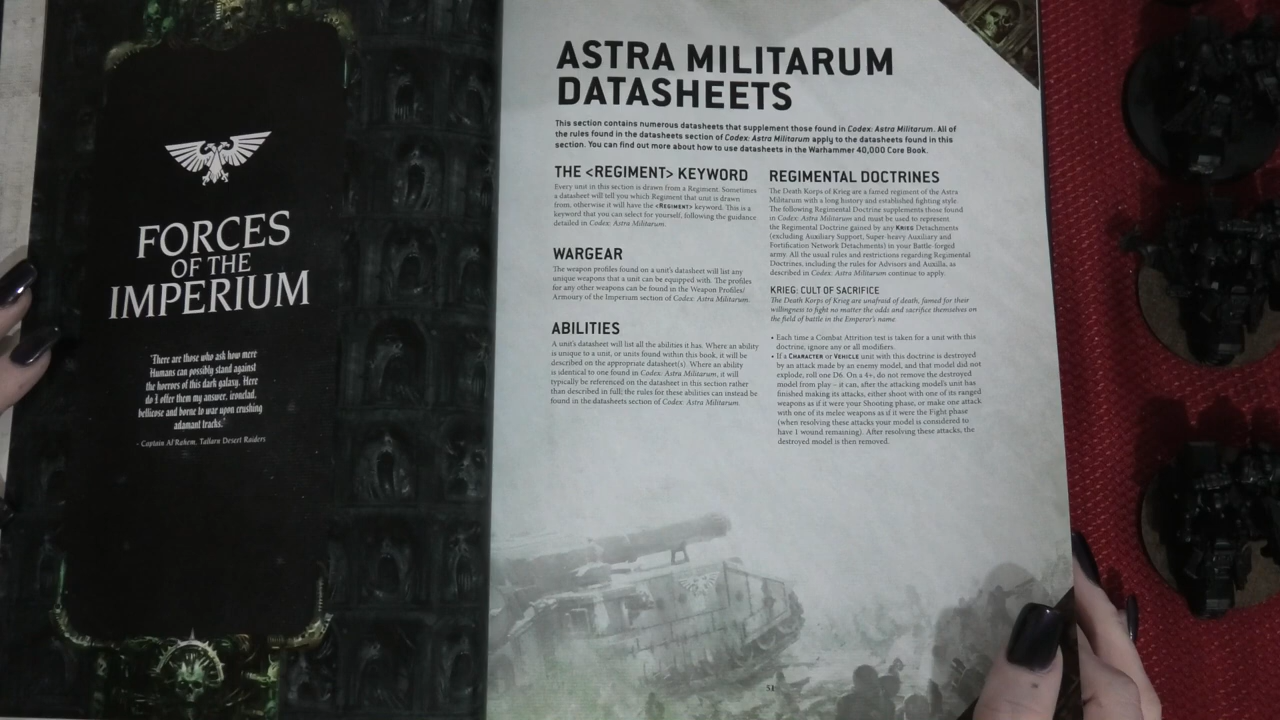 FORCES
OF THE
IMPERIUM
'There are those who ask how mere
Humans can possibly stand against
the horrors of this dark galaxy. Here
do I offer them my answer, ironclad,
bellicose and borne to war upon crushing
adamant tracks.'
- Captain Al'Rahem, Tallarn Desert Raiders
ASTRA MILITARUM
DATASHEETS
This section contains numerous datasheets that supplement those found in Codex: Astra Militarum. All of
the rules found in the datasheets section of Codex: Astra Militarum apply to the datasheets found in this
section. You can find out more about how to use datasheets in the Warhammer 40,000 Core Book.
THE <REGIMENT> KEYWORD
Every unit in this section is drawn from a Regiment. Sometimes
a datasheet will tell you which Regiment that unit is drawn
from, otherwise it will have the <REGIMENT> keyword. This is a
keyword that you can select for yourself, following the guidance
detailed in Codex: Astra Militarum.
WARGEAR
The weapon profiles found on a unit's datasheet will list any
unique weapons that a unit can be equipped with. The profiles
for any other weapons can be found in the Weapon Profiles/
Armoury of the Imperium section of Codex: Astra Militarum.
ABILITIES
A unit's datasheet will list all the abilities it has. Where an ability
is unique to a unit, or units found within this book, it will be
described on the appropriate datasheet(s). Where an ability
is identical to one found in Codex: Astra Militarum, it will
typically be referenced on the datasheet in this section rather
than described in full; the rules for these abilities can instead be
found in the datasheets section of Codex: Astra Militarum.
REGIMENTAL DOCTRINES
The Death Korps of Krieg are a famed regiment of the Astra
Militarum with a long history and established fighting style.
The following Regimental Doctrine supplements those found
in Codex: Astra Militarum and must be used to represent
the Regimental Doctrine gained by any KRIEG Detachments
(excluding Auxiliary Support, Super-heavy Auxiliary and
Fortification Network Detachments) in your Battle-forged
army. All the usual rules and restrictions regarding Regimental
Doctrines, including the rules for Advisors and Auxilla, as
described in Codex: Astra Militarum continue to apply.
KRIEG: CULT OF SACRIFICE
The Death Korps of Krieg are unafraid of death, famed for their
willingness to fight no matter the odds and sacrifice themselves on
the field of battle in the Emperor's name.
• Each time a Combat Attrition test is taken for a unit with this
doctrine, ignore any or all modifiers.
• If a CHARACTER or VEHICLE unit with this doctrine is destroyed
by an attack made by an enemy model, and that model did not
explode, roll one D6. On a 4+, do not remove the destroyed
model from play – it can, after the attacking model's unit has
finished making its attacks, either shoot with one of its ranged
weapons as if it were your Shooting phase, or make one attack
with one of its melee weapons as if it were the Fight phase
(when resolving these attacks your model is considered to
have 1 wound remaining). After resolving these attacks, the
destroyed model is then removed.
51